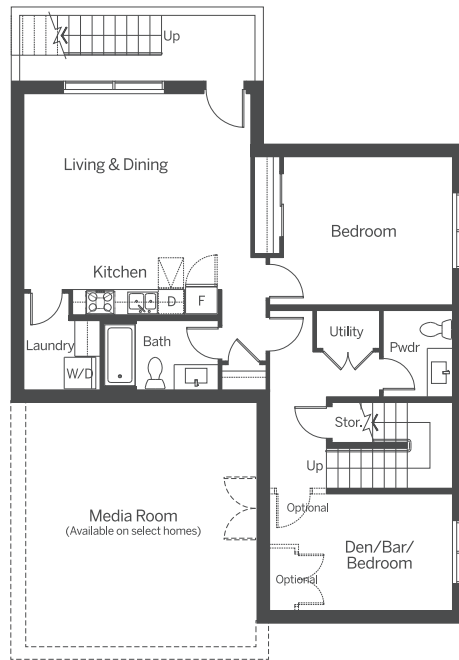 Up
Living & Dining
Bedroom
Kitchen
D
F
Laundry
W/D
Bath
Utility
Pwdr
Stor.
Up
Optional
Media Room
(Available on select homes)
Den/Bar/
Bedroom
Optional